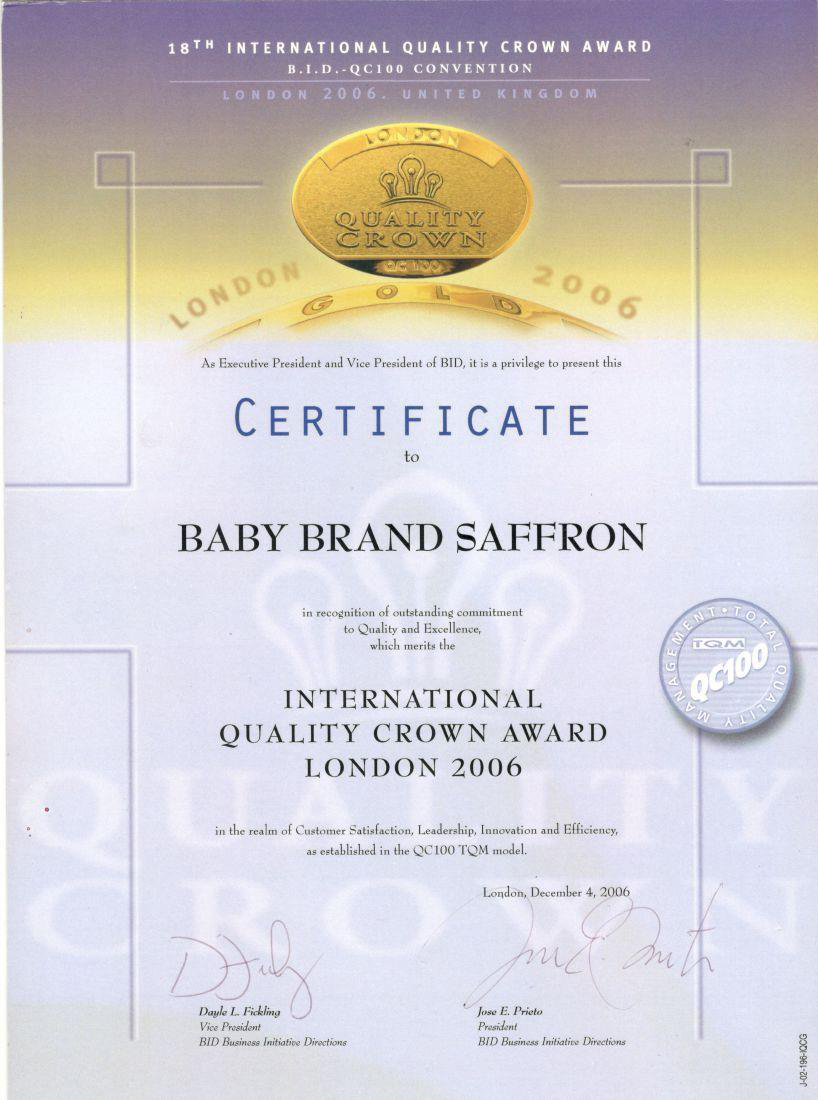 18TH INTERNATIONAL QUALITY CROWN AWARD
B.I.D.-QC100 CONVENTION
LONDON 2006. UNITED KINGDOM
LONDON
QUALITY
CROWN
QC 100
LONDON GOLD 2006
As Executive President and Vice President of BID, it is a privilege to present this
CERTIFICATE
to
BABY BRAND SAFFRON
in recognition of outstanding commitment
to Quality and Excellence,
which merits the
TOTAL QUALITY MANAGEMENT
TQM
QC100
INTERNATIONAL
QUALITY CROWN AWARD
LONDON 2006
QUALITY
CROWN
in the realm of Customer Satisfaction, Leadership, Innovation and Efficiency,
as established in the QC100 TQM model.
London, December 4, 2006
Dayle L. Fickling
Vice President
BID Business Initiative Directions
Jose E. Prieto
President
BID Business Initiative Directions
J-02-196-IQCG